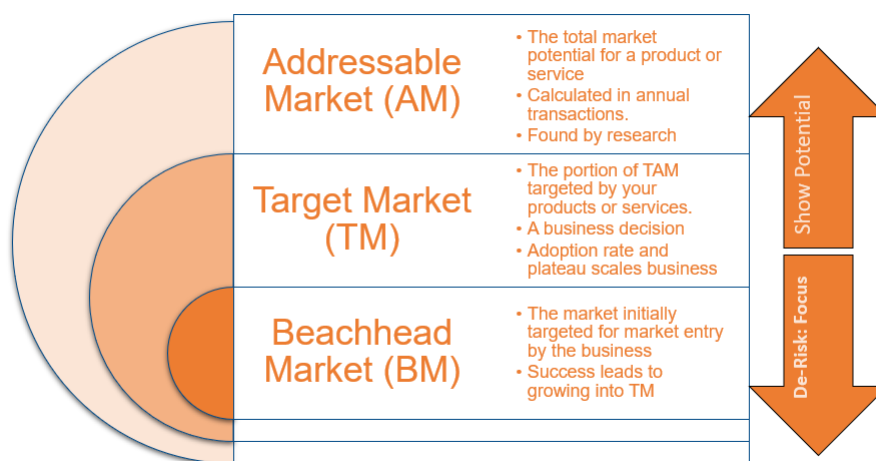 Addressable
Market (AM)
• The total market
potential for a product or
service
• Calculated in annual
transactions.
• Found by research
Target Market
(TM)
• The portion of TAM
targeted by your
products or services.
• A business decision
• Adoption rate and
plateau scales business
Beachhead
Market (BM)
• The market initially
targeted for market entry
by the business
• Success leads to
growing into TM
Show Potential
De-Risk: Focus